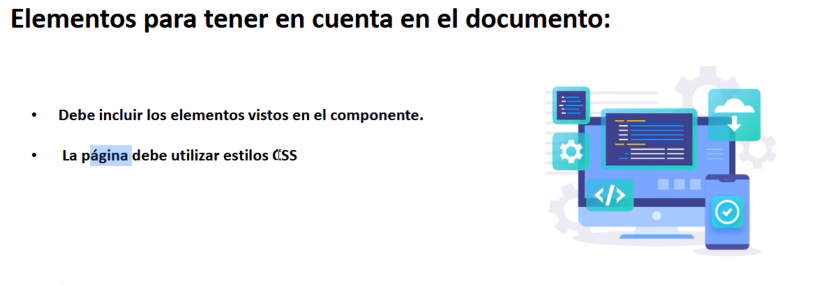 Elementos para tener en cuenta en el documento:
• Debe incluir los elementos vistos en el componente.
• La página debe utilizar estilos CSS
</>